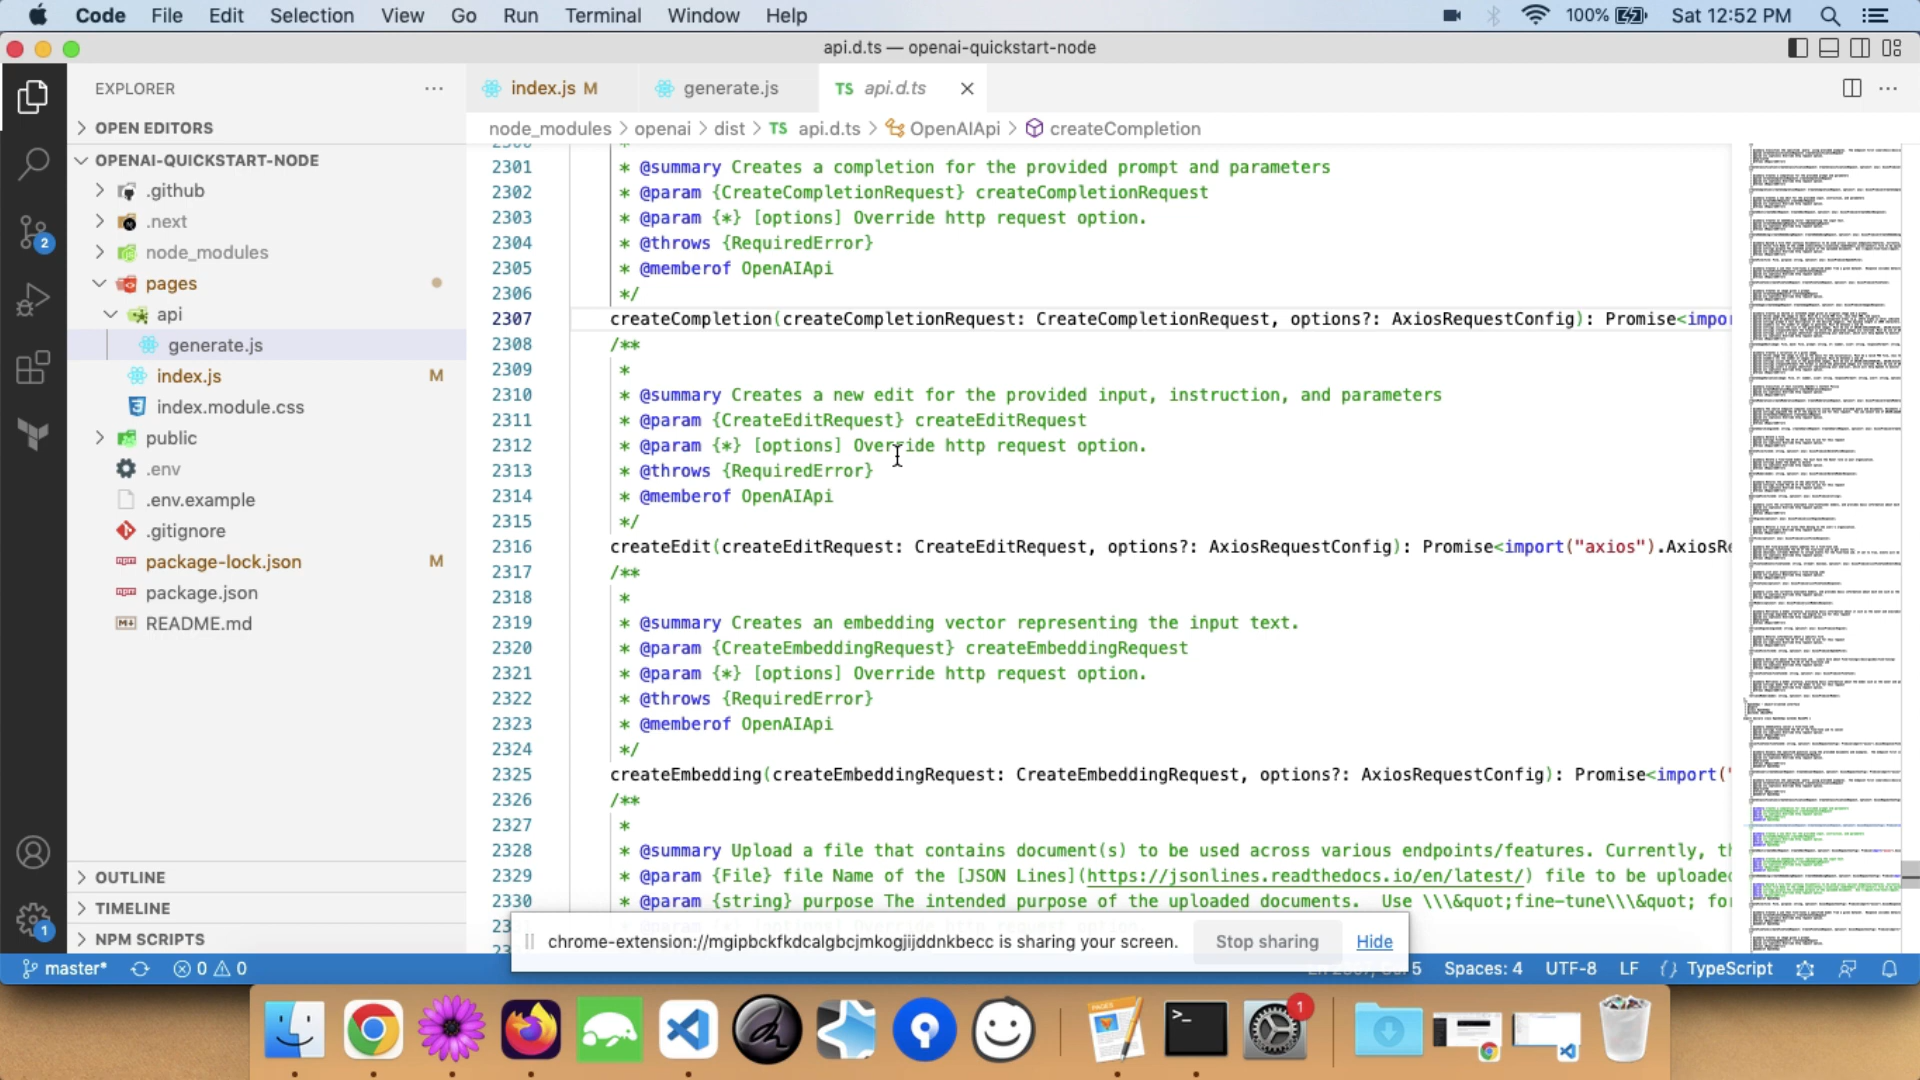 Code File Edit Selection View Go Run Terminal Window Help 100% Sat 12:52 PM
api.d.ts — openai-quickstart-node
EXPLORER
index.js M generate.js TS api.d.ts
node_modules > openai > dist > TS api.d.ts > OpenAIApi > createCompletion
OPEN EDITORS
OPENAI-QUICKSTART-NODE
.github
.next
2
node_modules
pages
api
generate.js
index.js M
index.module.css
public
.env
.env.example
.gitignore
package-lock.json M
package.json
README.md
OUTLINE
TIMELINE
NPM SCRIPTS
1
2301 * @summary Creates a completion for the provided prompt and parameters
2302 * @param {CreateCompletionRequest} createCompletionRequest
2303 * @param {*} [options] Override http request option.
2304 * @throws {RequiredError}
2305 * @memberof OpenAIApi
2306 */
2307 createCompletion(createCompletionRequest: CreateCompletionRequest, options?: AxiosRequestConfig): Promise<impor
2308 /**
2309 *
2310 * @summary Creates a new edit for the provided input, instruction, and parameters
2311 * @param {CreateEditRequest} createEditRequest
2312 * @param {*} [options] Override http request option.
2313 * @throws {RequiredError}
2314 * @memberof OpenAIApi
2315 */
2316 createEdit(createEditRequest: CreateEditRequest, options?: AxiosRequestConfig): Promise<import("axios").AxiosRe
2317 /**
2318 *
2319 * @summary Creates an embedding vector representing the input text.
2320 * @param {CreateEmbeddingRequest} createEmbeddingRequest
2321 * @param {*} [options] Override http request option.
2322 * @throws {RequiredError}
2323 * @memberof OpenAIApi
2324 */
2325 createEmbedding(createEmbeddingRequest: CreateEmbeddingRequest, options?: AxiosRequestConfig): Promise<import("
2326 /**
2327 *
2328 * @summary Upload a file that contains document(s) to be used across various endpoints/features. Currently, th
2329 * @param {File} file Name of the [JSON Lines](https://jsonlines.readthedocs.io/en/latest/) file to be uploaded
2330 * @param {string} purpose The intended purpose of the uploaded documents. Use \\\&quot;fine-tune\\\&quot; for
chrome-extension://mgipbckfkdcalgbcjmkogjijddnkbecc is sharing your screen. Stop sharing Hide
master* 0 0 Spaces: 4 UTF-8 LF {} TypeScript
PAGES
1